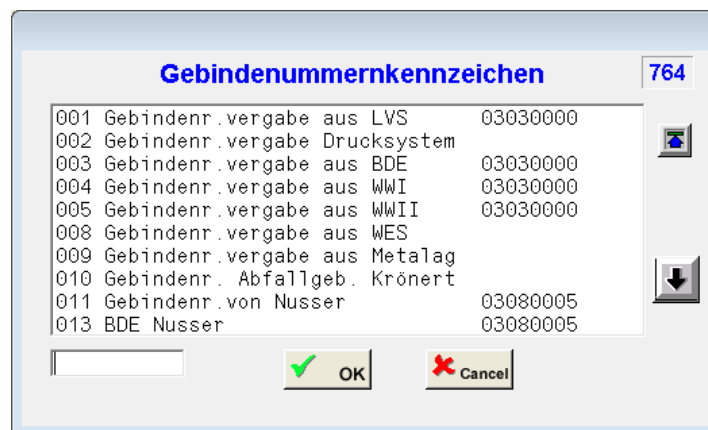 Gebindenummernkennzeichen 764
001 Gebindenr.vergabe aus LVS 03030000
002 Gebindenr.vergabe Drucksystem
003 Gebindenr.vergabe aus BDE 03030000
004 Gebindenr.vergabe aus WWI 03030000
005 Gebindenr.vergabe aus WWII 03030000
008 Gebindenr.vergabe aus WES
009 Gebindenr.vergabe aus Metalag
010 Gebindenr. Abfallgeb. Krönert
011 Gebindenr.von Nusser 03080005
013 BDE Nusser 03080005
OK Cancel